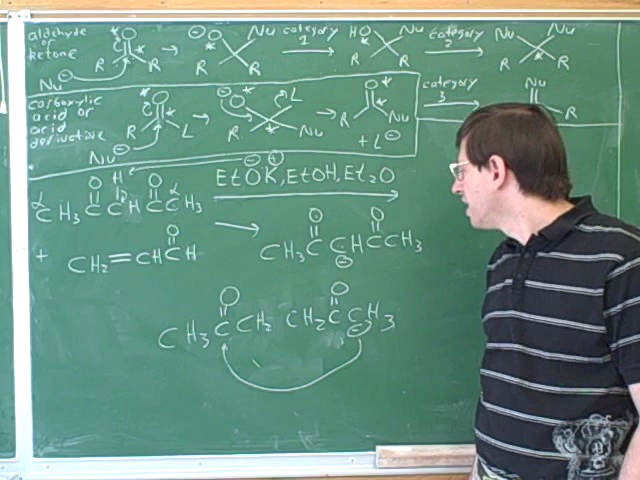 aldehyde or ketone O * * R R Nu⊖ → ⊖O * Nu R R category 1 → HO * Nu R R category 2 → Nu Nu * R R
category 3 → Nu R
carboxylic acid or acid derivative O * * R L Nu⊖ → ⊖O * L R * Nu → O * * R Nu + L⊖
EtO⊖K⊕, EtOH, Et₂O
α O H O α
CH₃CCHCCH₃
+ CH₂=CHCH O
→ O O
CH₃CCHCCH₃ ⊖
O O
CH₃CCH₂ CH₂CCH₃ ⊖